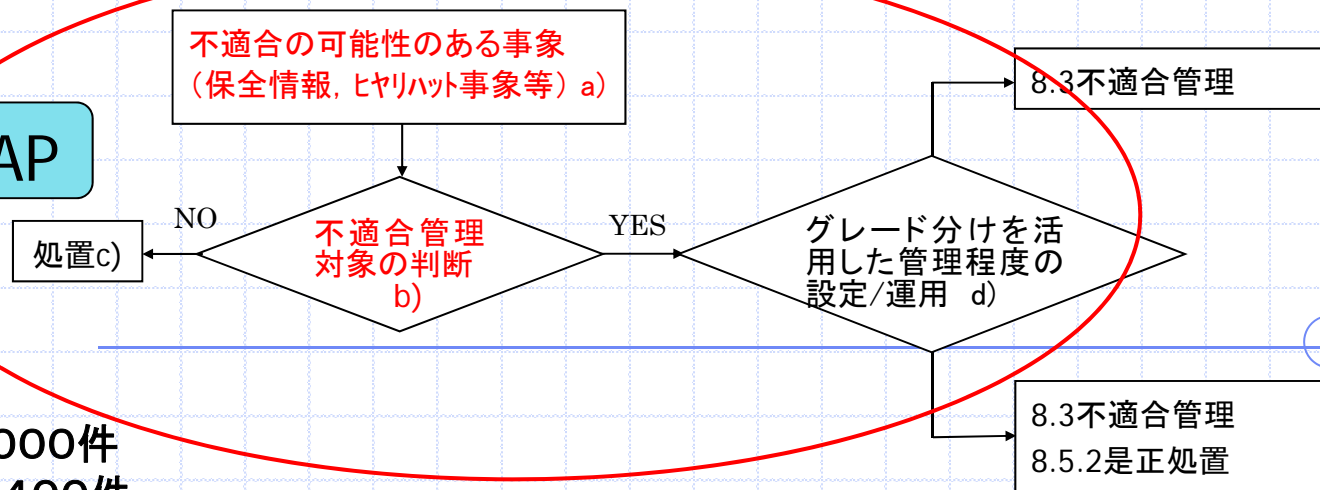 不適合の可能性のある事象
（保全情報, ﾋﾔﾘﾊｯﾄ事象等）a)
8.3不適合管理
AP
NO
処置c)
不適合管理
対象の判断
b)
YES
グレード分けを活
用した管理程度の
設定/運用 d)
8.3不適合管理
8.5.2是正処置
000件
400件